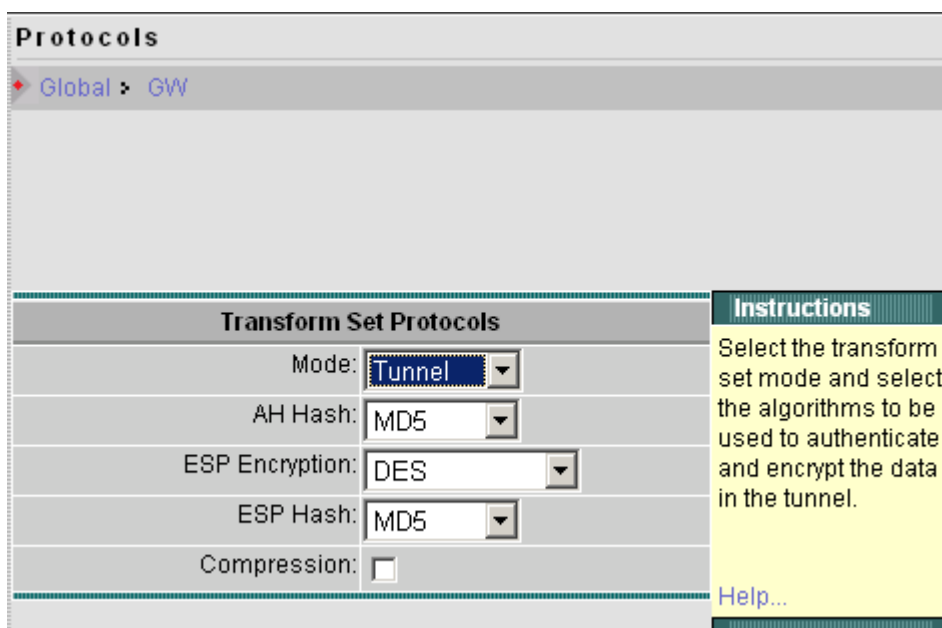 Protocols
Global > GW
Transform Set Protocols
Mode: Tunnel
AH Hash: MD5
ESP Encryption: DES
ESP Hash: MD5
Compression:
Instructions
Select the transform
set mode and select
the algorithms to be
used to authenticate
and encrypt the data
in the tunnel.
Help...